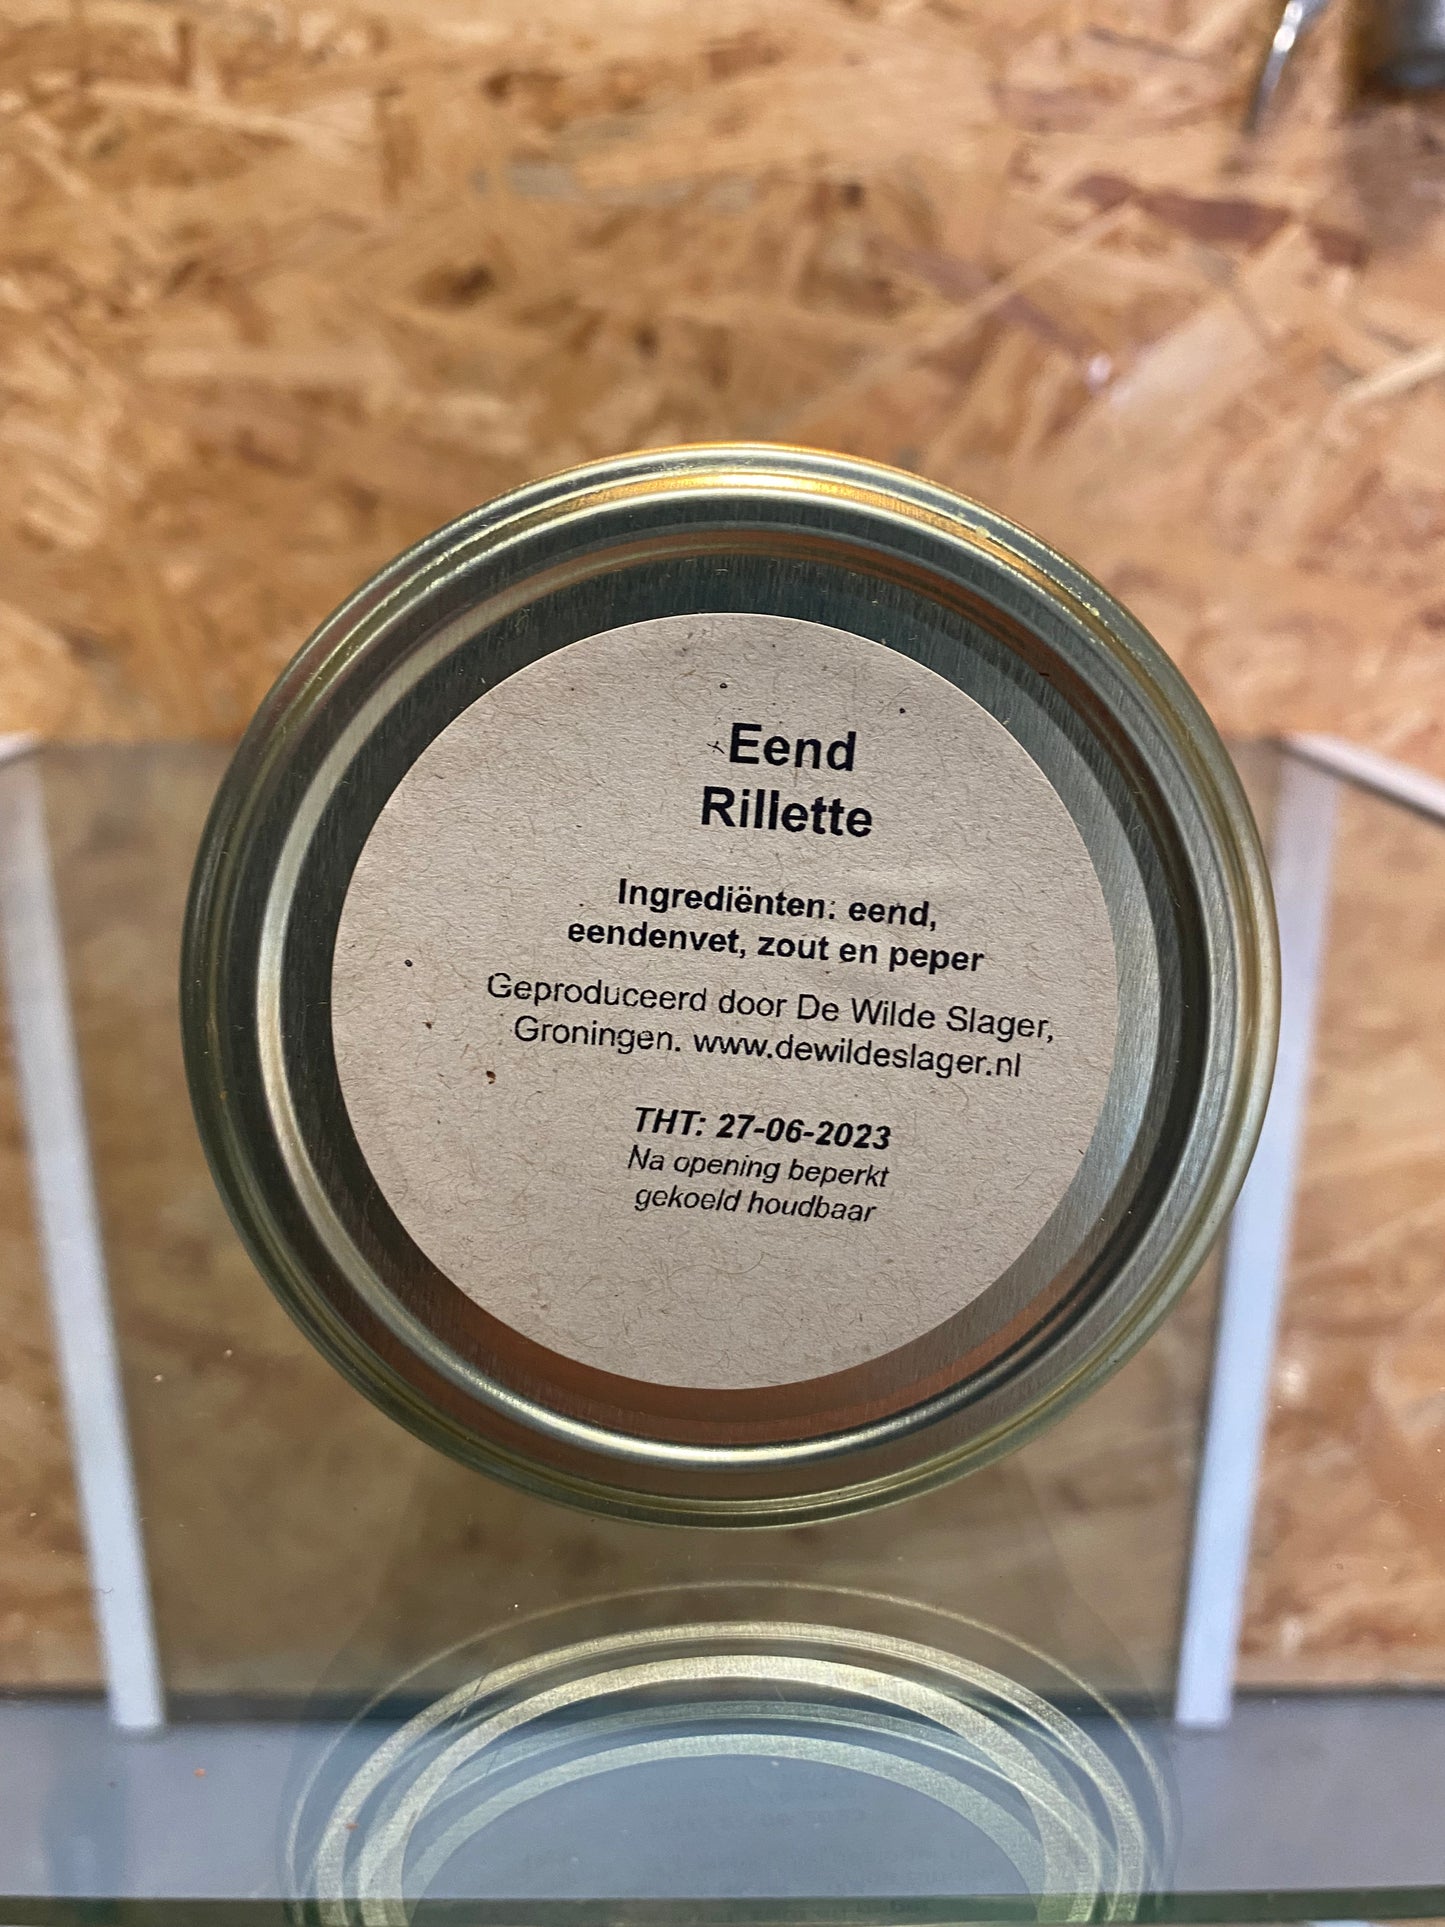 Eend
Rillette
Ingrediënten: eend,
eendenvet, zout en peper
Geproduceerd door De Wilde Slager,
Groningen. www.dewildeslager.nl
THT: 27-06-2023
Na opening beperkt
gekoeld houdbaar